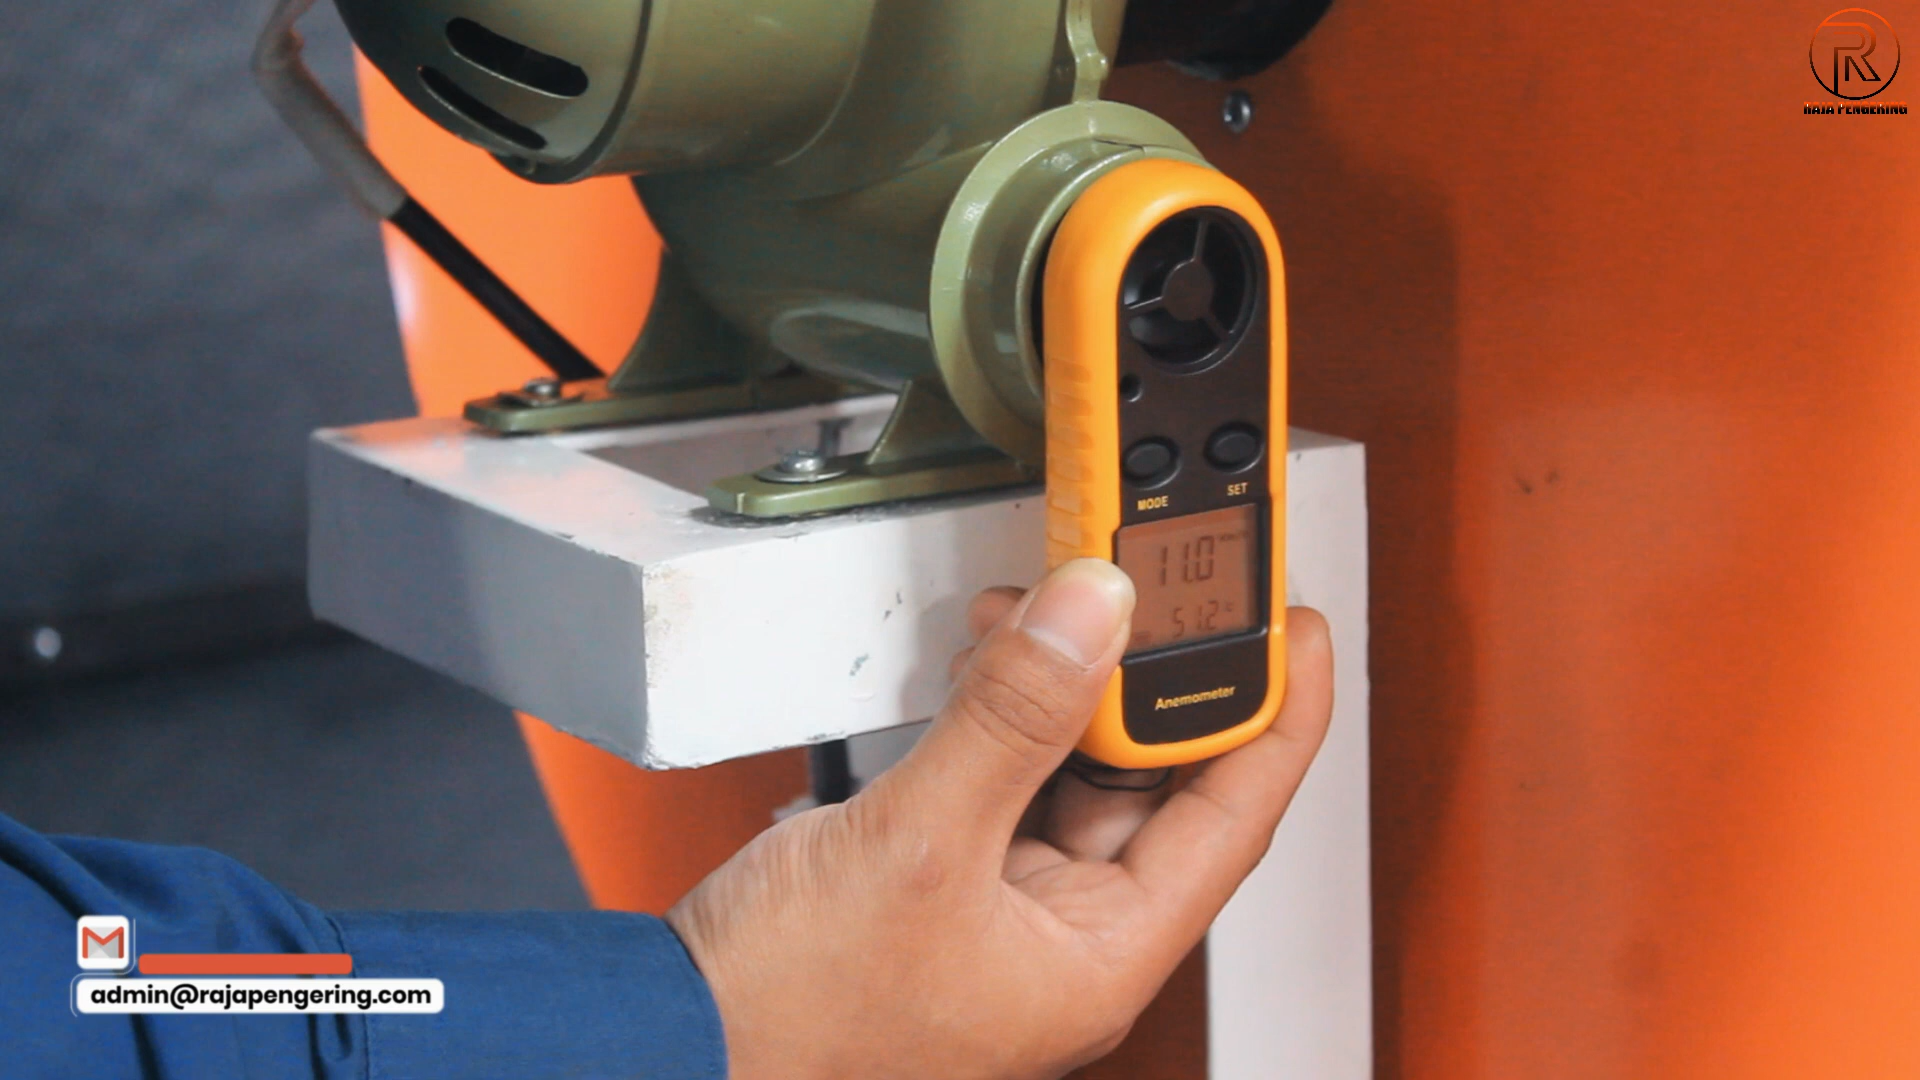 RAJA PENGERING
MODE
SET
11.0
51.2
Anemometer
admin@rajapengering.com